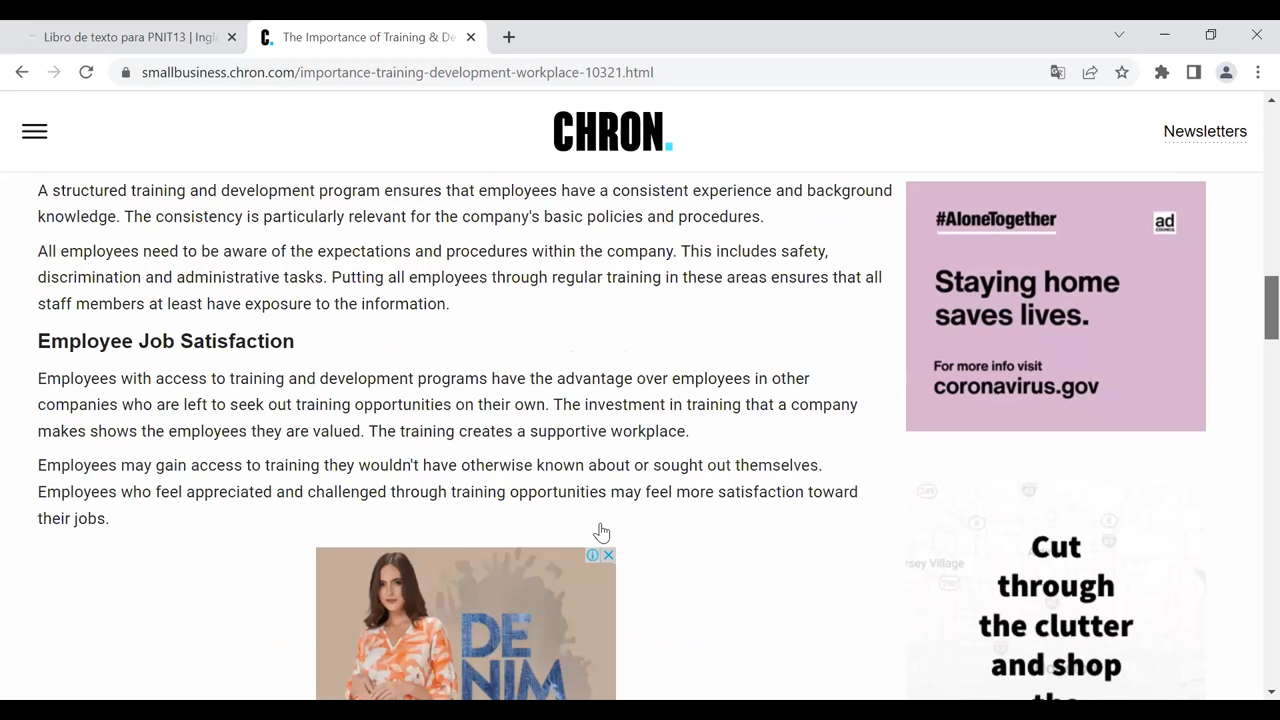 Libro de texto para PNIT13 | Ingl
The Importance of Training & De
smallbusiness.chron.com/importance-training-development-workplace-10321.html
CHRON.
Newsletters
A structured training and development program ensures that employees have a consistent experience and background
knowledge. The consistency is particularly relevant for the company's basic policies and procedures.
All employees need to be aware of the expectations and procedures within the company. This includes safety,
discrimination and administrative tasks. Putting all employees through regular training in these areas ensures that all
staff members at least have exposure to the information.
Employee Job Satisfaction
Employees with access to training and development programs have the advantage over employees in other
companies who are left to seek out training opportunities on their own. The investment in training that a company
makes shows the employees they are valued. The training creates a supportive workplace.
Employees may gain access to training they wouldn't have otherwise known about or sought out themselves.
Employees who feel appreciated and challenged through training opportunities may feel more satisfaction toward
their jobs.
DE
NIM
#AloneTogether
ad
COUNCIL
Staying home
saves lives.
For more info visit
coronavirus.gov
rsey Village
Cut
through
the clutter
and shop
the